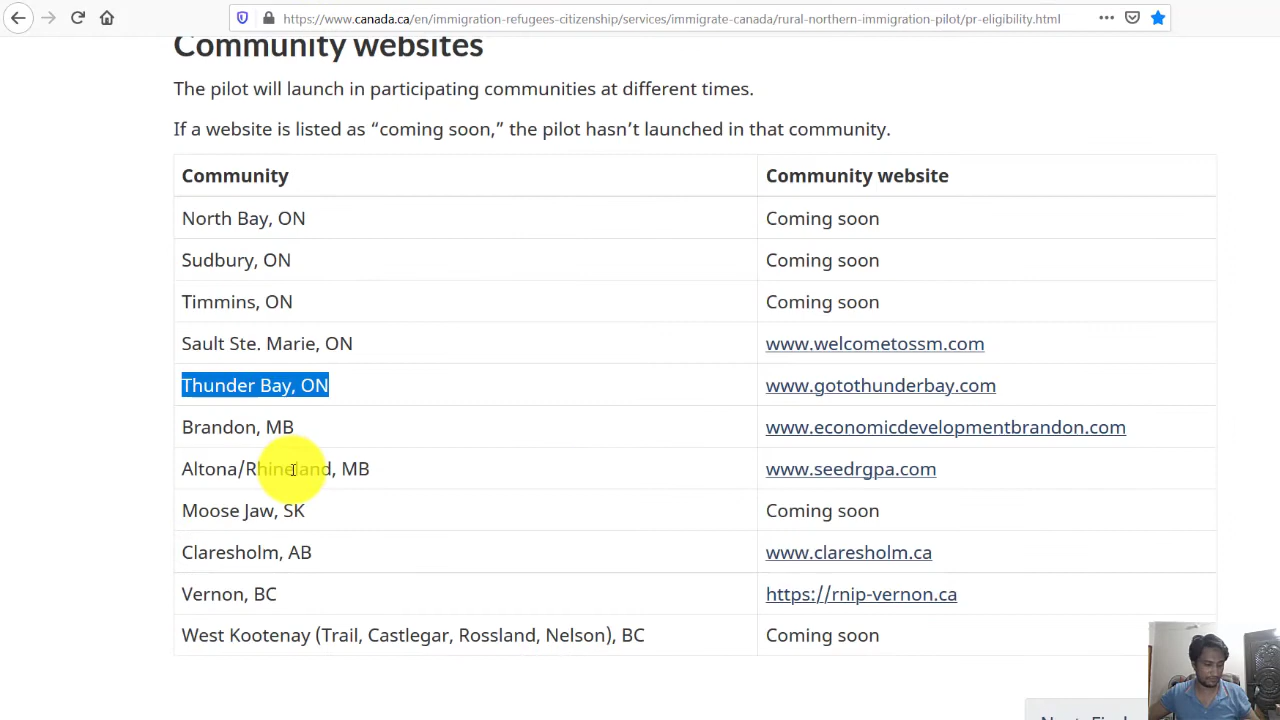 https://www.canada.ca/en/immigration-refugees-citizenship/services/immigrate-canada/rural-northern-immigration-pilot/pr-eligibility.html
Community websites
The pilot will launch in participating communities at different times.
If a website is listed as “coming soon,” the pilot hasn’t launched in that community.
Community Community website
North Bay, ON Coming soon
Sudbury, ON Coming soon
Timmins, ON Coming soon
Sault Ste. Marie, ON www.welcometossm.com
Thunder Bay, ON www.gotothunderbay.com
Brandon, MB www.economicdevelopmentbrandon.com
Altona/Rhineland, MB www.seedrgpa.com
Moose Jaw, SK Coming soon
Claresholm, AB www.claresholm.ca
Vernon, BC https://rnip-vernon.ca
West Kootenay (Trail, Castlegar, Rossland, Nelson), BC Coming soon